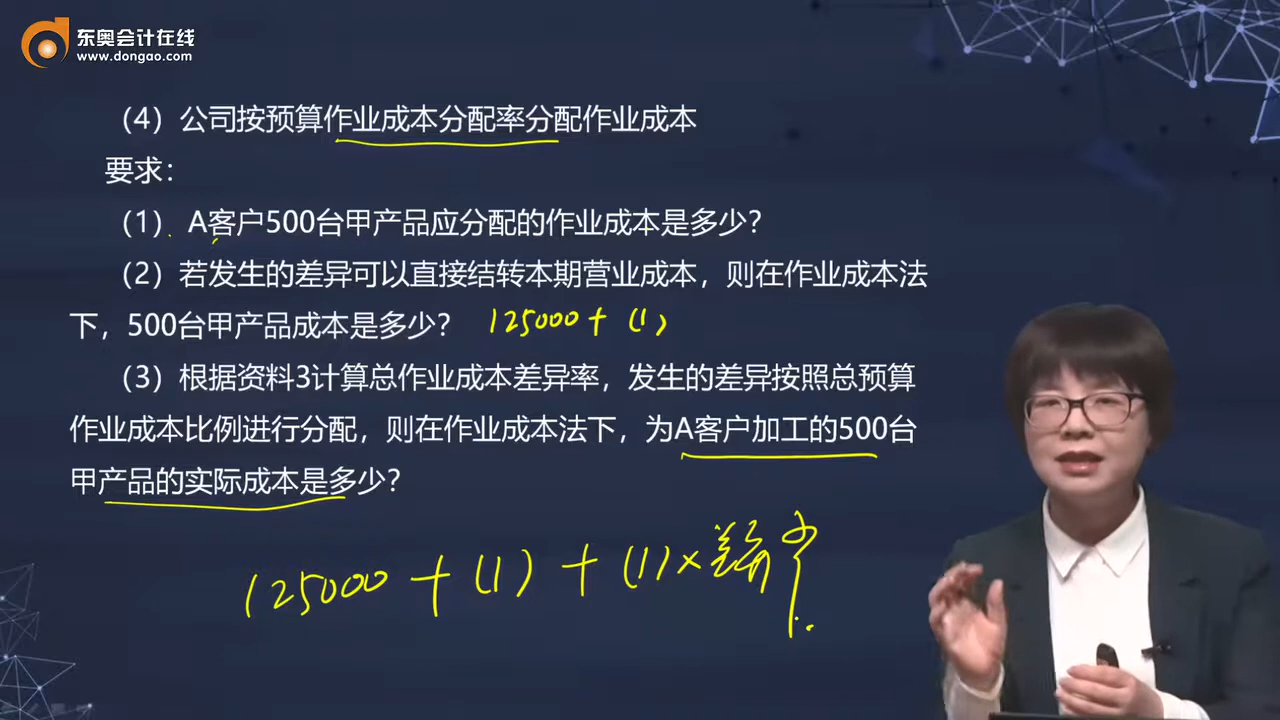 东奥会计在线
www.dongao.com
（4）公司按预算作业成本分配率分配作业成本
要求：
（1）、A客户500台甲产品应分配的作业成本是多少？
（2）若发生的差异可以直接结转本期营业成本，则在作业成本法
下，500台甲产品成本是多少？ 125000+（1）
（3）根据资料3计算总作业成本差异率，发生的差异按照总预算
作业成本比例进行分配，则在作业成本法下，为A客户加工的500台
甲产品的实际成本是多少？
125000+（1）+（1）×差异